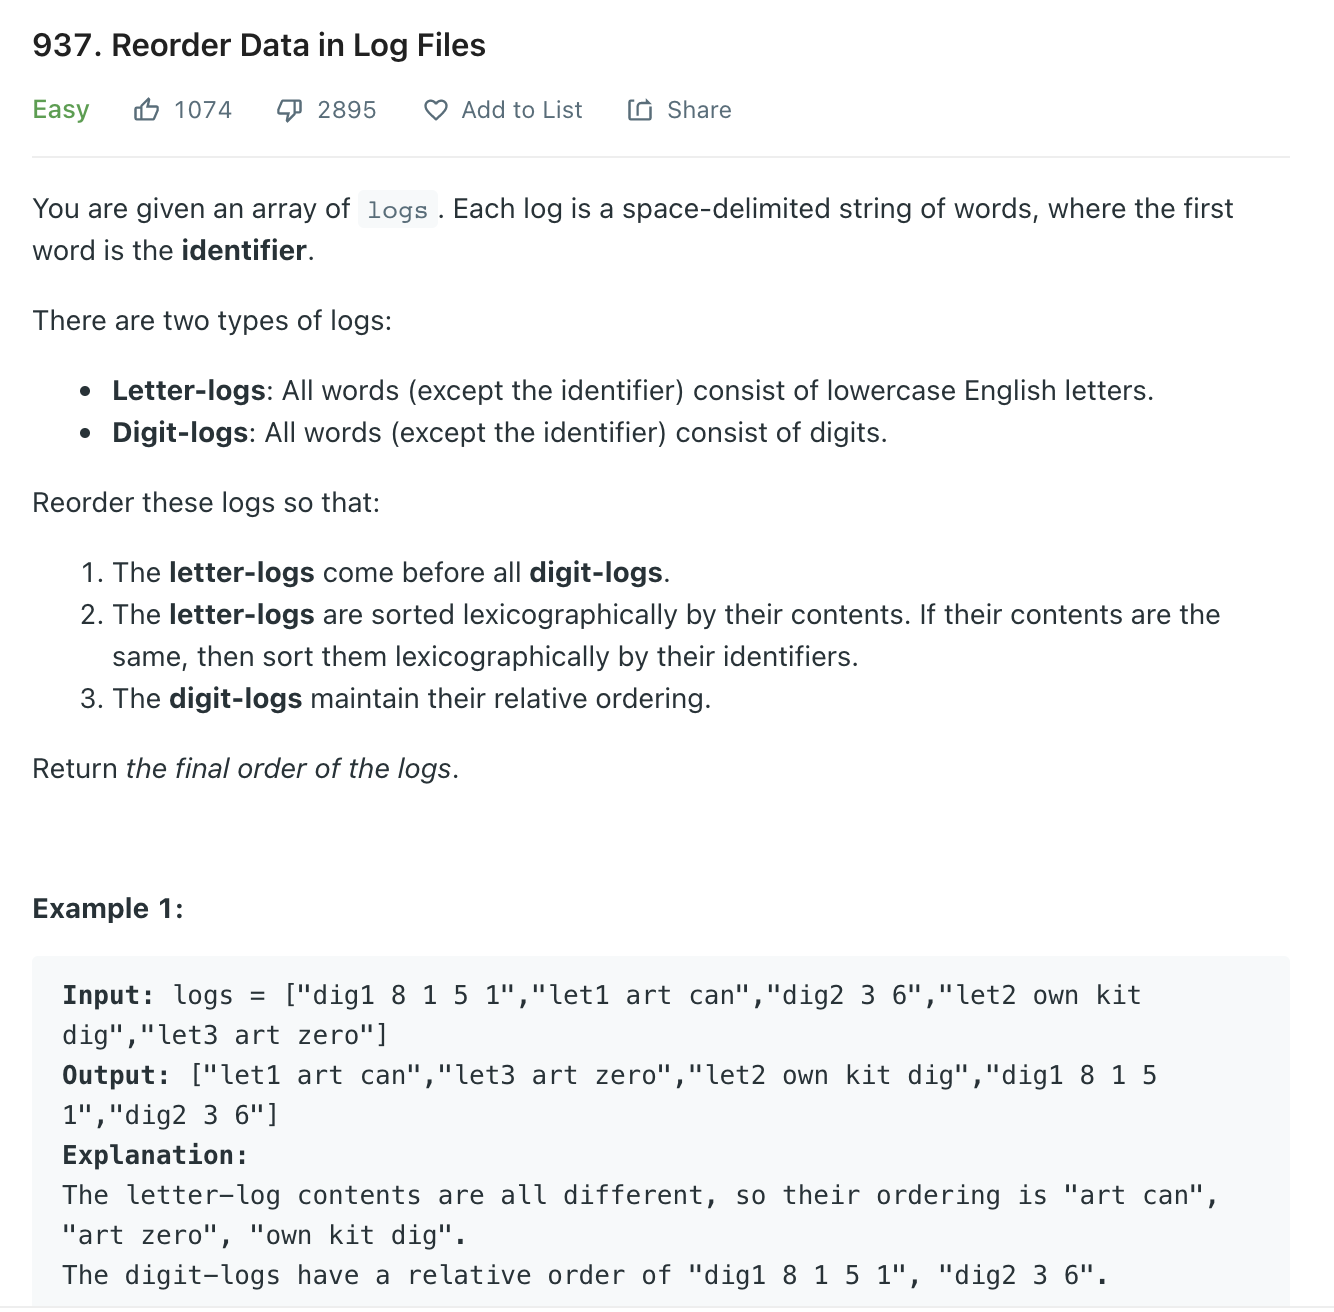 937. Reorder Data in Log Files
Easy 1074 2895 Add to List Share
You are given an array of logs . Each log is a space-delimited string of words, where the first
word is the identifier.
There are two types of logs:
• Letter-logs: All words (except the identifier) consist of lowercase English letters.
• Digit-logs: All words (except the identifier) consist of digits.
Reorder these logs so that:
1. The letter-logs come before all digit-logs.
2. The letter-logs are sorted lexicographically by their contents. If their contents are the
same, then sort them lexicographically by their identifiers.
3. The digit-logs maintain their relative ordering.
Return the final order of the logs.
Example 1:
Input: logs = ["dig1 8 1 5 1","let1 art can","dig2 3 6","let2 own kit
dig","let3 art zero"]
Output: ["let1 art can","let3 art zero","let2 own kit dig","dig1 8 1 5
1","dig2 3 6"]
Explanation:
The letter-log contents are all different, so their ordering is "art can",
"art zero", "own kit dig".
The digit-logs have a relative order of "dig1 8 1 5 1", "dig2 3 6".